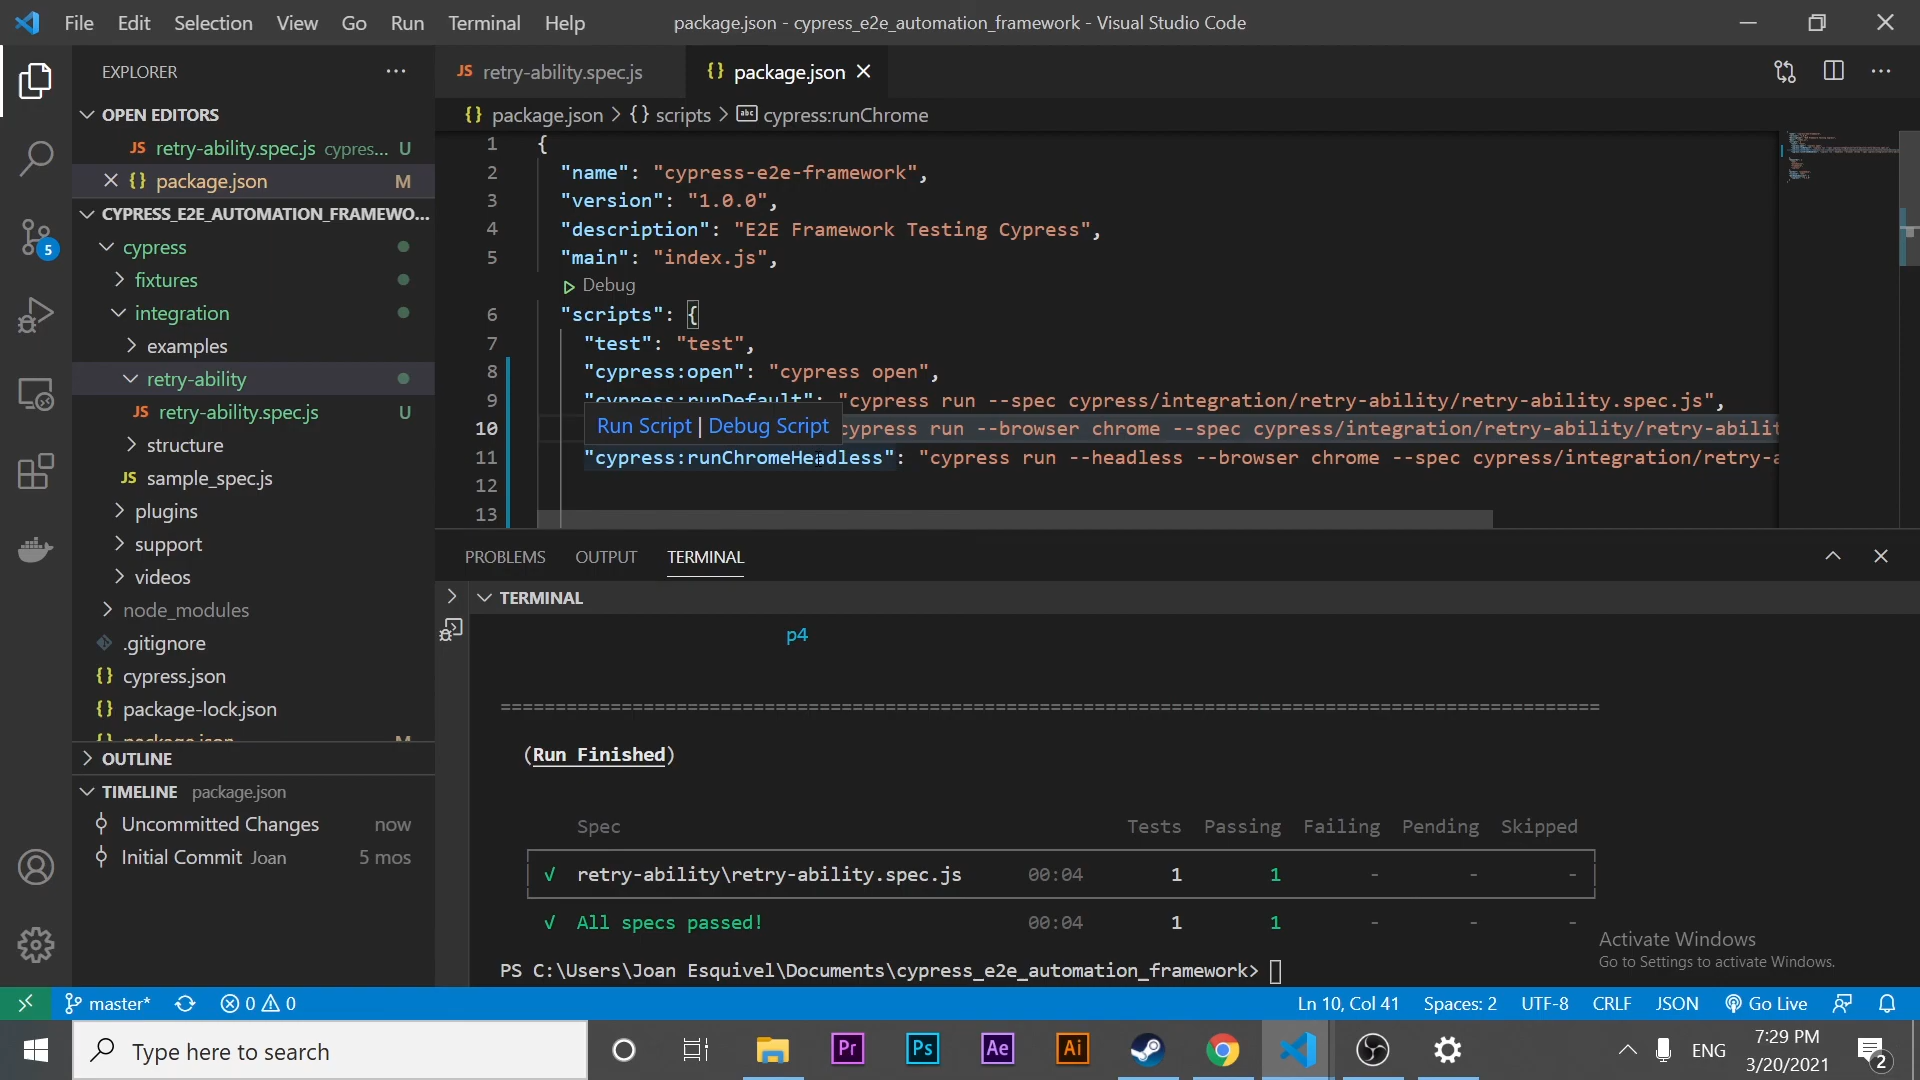 File Edit Selection View Go Run Terminal Help
package.json - cypress_e2e_automation_framework - Visual Studio Code
EXPLORER
OPEN EDITORS
JS retry-ability.spec.js cypres... U
{} package.json M
CYPRESS_E2E_AUTOMATION_FRAMEWO...
cypress
fixtures
integration
examples
retry-ability
JS retry-ability.spec.js U
structure
JS sample_spec.js
plugins
support
videos
node_modules
.gitignore
{} cypress.json
{} package-lock.json
{} package.json M
OUTLINE
TIMELINE package.json
Uncommitted Changes now
Initial Commit Joan 5 mos
5
JS retry-ability.spec.js
{} package.json
{} package.json > {} scripts > abc cypress:runChrome
1 {
2 "name": "cypress-e2e-framework",
3 "version": "1.0.0",
4 "description": "E2E Framework Testing Cypress",
5 "main": "index.js",
Debug
6 "scripts": {
7 "test": "test",
8 "cypress:open": "cypress open",
9 "cypress:runDefault": "cypress run --spec cypress/integration/retry-ability/retry-ability.spec.js",
Run Script | Debug Script
10 cypress run --browser chrome --spec cypress/integration/retry-ability/retry-abilit
11 "cypress:runChromeHeadless": "cypress run --headless --browser chrome --spec cypress/integration/retry-a
12
13
PROBLEMS OUTPUT TERMINAL
TERMINAL
p4
====================================================================================================
(Run Finished)
Spec Tests Passing Failing Pending Skipped
√ retry-ability\retry-ability.spec.js 00:04 1 1 - - -
√ All specs passed! 00:04 1 1 - - -
PS C:\Users\Joan Esquivel\Documents\cypress_e2e_automation_framework>
Activate Windows
Go to Settings to activate Windows.
master* 0 0
Ln 10, Col 41 Spaces: 2 UTF-8 CRLF JSON Go Live
Type here to search
Pr Ps Ae Ai
ENG
7:29 PM
3/20/2021
2